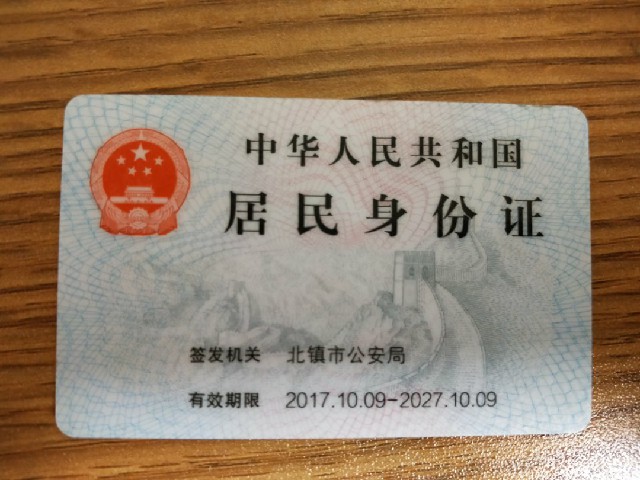 中华人民共和国
居民身份证
签发机关 北镇市公安局
有效期限 2017.10.09-2027.10.09